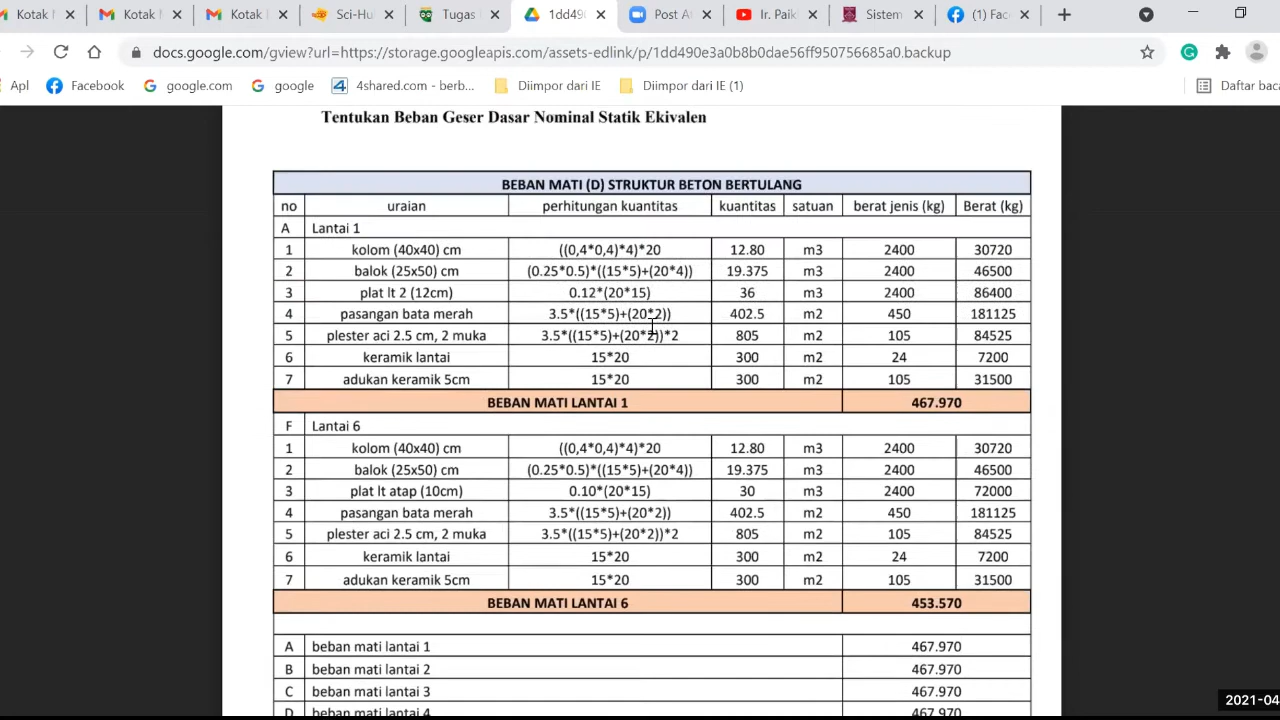 Kotak
Kotak
Kotak
Sci-Hu
Tugas
1dd49
Post A
Ir. Paik
Sistem
(1) Fac
docs.google.com/gview?url=https://storage.googleapis.com/assets-edlink/p/1dd490e3a0b8b0dae56ff950756685a0.backup
Apl Facebook google.com google 4shared.com - berb... Diimpor dari IE Diimpor dari IE (1) Daftar baca
Tentukan Beban Geser Dasar Nominal Statik Ekivalen
BEBAN MATI (D) STRUKTUR BETON BERTULANG
no uraian perhitungan kuantitas kuantitas satuan berat jenis (kg) Berat (kg)
A Lantai 1
1 kolom (40x40) cm ((0,4*0,4)*4)*20 12.80 m3 2400 30720
2 balok (25x50) cm (0.25*0.5)*((15*5)+(20*4)) 19.375 m3 2400 46500
3 plat lt 2 (12cm) 0.12*(20*15) 36 m3 2400 86400
4 pasangan bata merah 3.5*((15*5)+(20*2)) 402.5 m2 450 181125
5 plester aci 2.5 cm, 2 muka 3.5*((15*5)+(20*2))*2 805 m2 105 84525
6 keramik lantai 15*20 300 m2 24 7200
7 adukan keramik 5cm 15*20 300 m2 105 31500
BEBAN MATI LANTAI 1 467.970
F Lantai 6
1 kolom (40x40) cm ((0,4*0,4)*4)*20 12.80 m3 2400 30720
2 balok (25x50) cm (0.25*0.5)*((15*5)+(20*4)) 19.375 m3 2400 46500
3 plat lt atap (10cm) 0.10*(20*15) 30 m3 2400 72000
4 pasangan bata merah 3.5*((15*5)+(20*2)) 402.5 m2 450 181125
5 plester aci 2.5 cm, 2 muka 3.5*((15*5)+(20*2))*2 805 m2 105 84525
6 keramik lantai 15*20 300 m2 24 7200
7 adukan keramik 5cm 15*20 300 m2 105 31500
BEBAN MATI LANTAI 6 453.570
A beban mati lantai 1 467.970
B beban mati lantai 2 467.970
C beban mati lantai 3 467.970
D beban mati lantai 4 467.970
2021-04